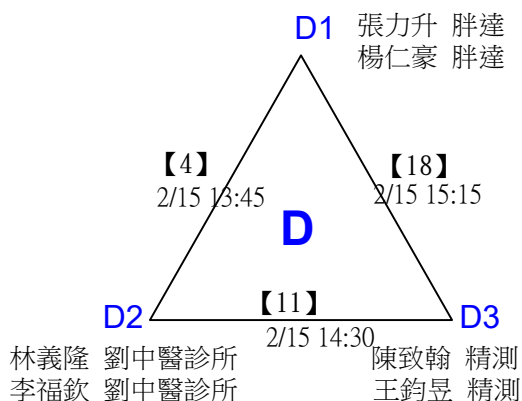 D1
張力升 胖達
楊仁豪 胖達
【4】
2/15 13:45
【18】
2/15 15:15
D
【11】
2/15 14:30
D2
林義隆 劉中醫診所
李福欽 劉中醫診所
D3
陳致翰 精測
王鈞昱 精測